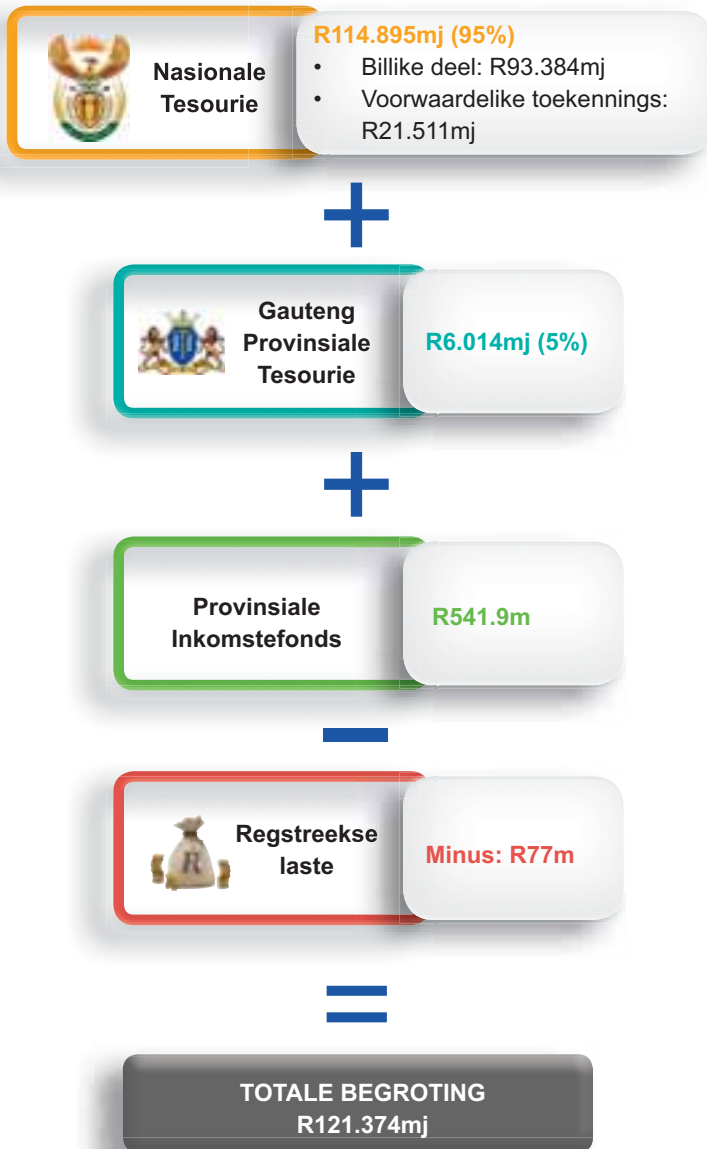 Nasionale
Tesourie
R114.895mj (95%)
• Billike deel: R93.384mj
• Voorwaardelike toekennings:
R21.511mj
+
Gauteng
Provinsiale
Tesourie
R6.014mj (5%)
+
Provinsiale
Inkomstefonds
R541.9m
−
R
Regstreekse
laste
Minus: R77m
=
TOTALE BEGROTING
R121.374mj